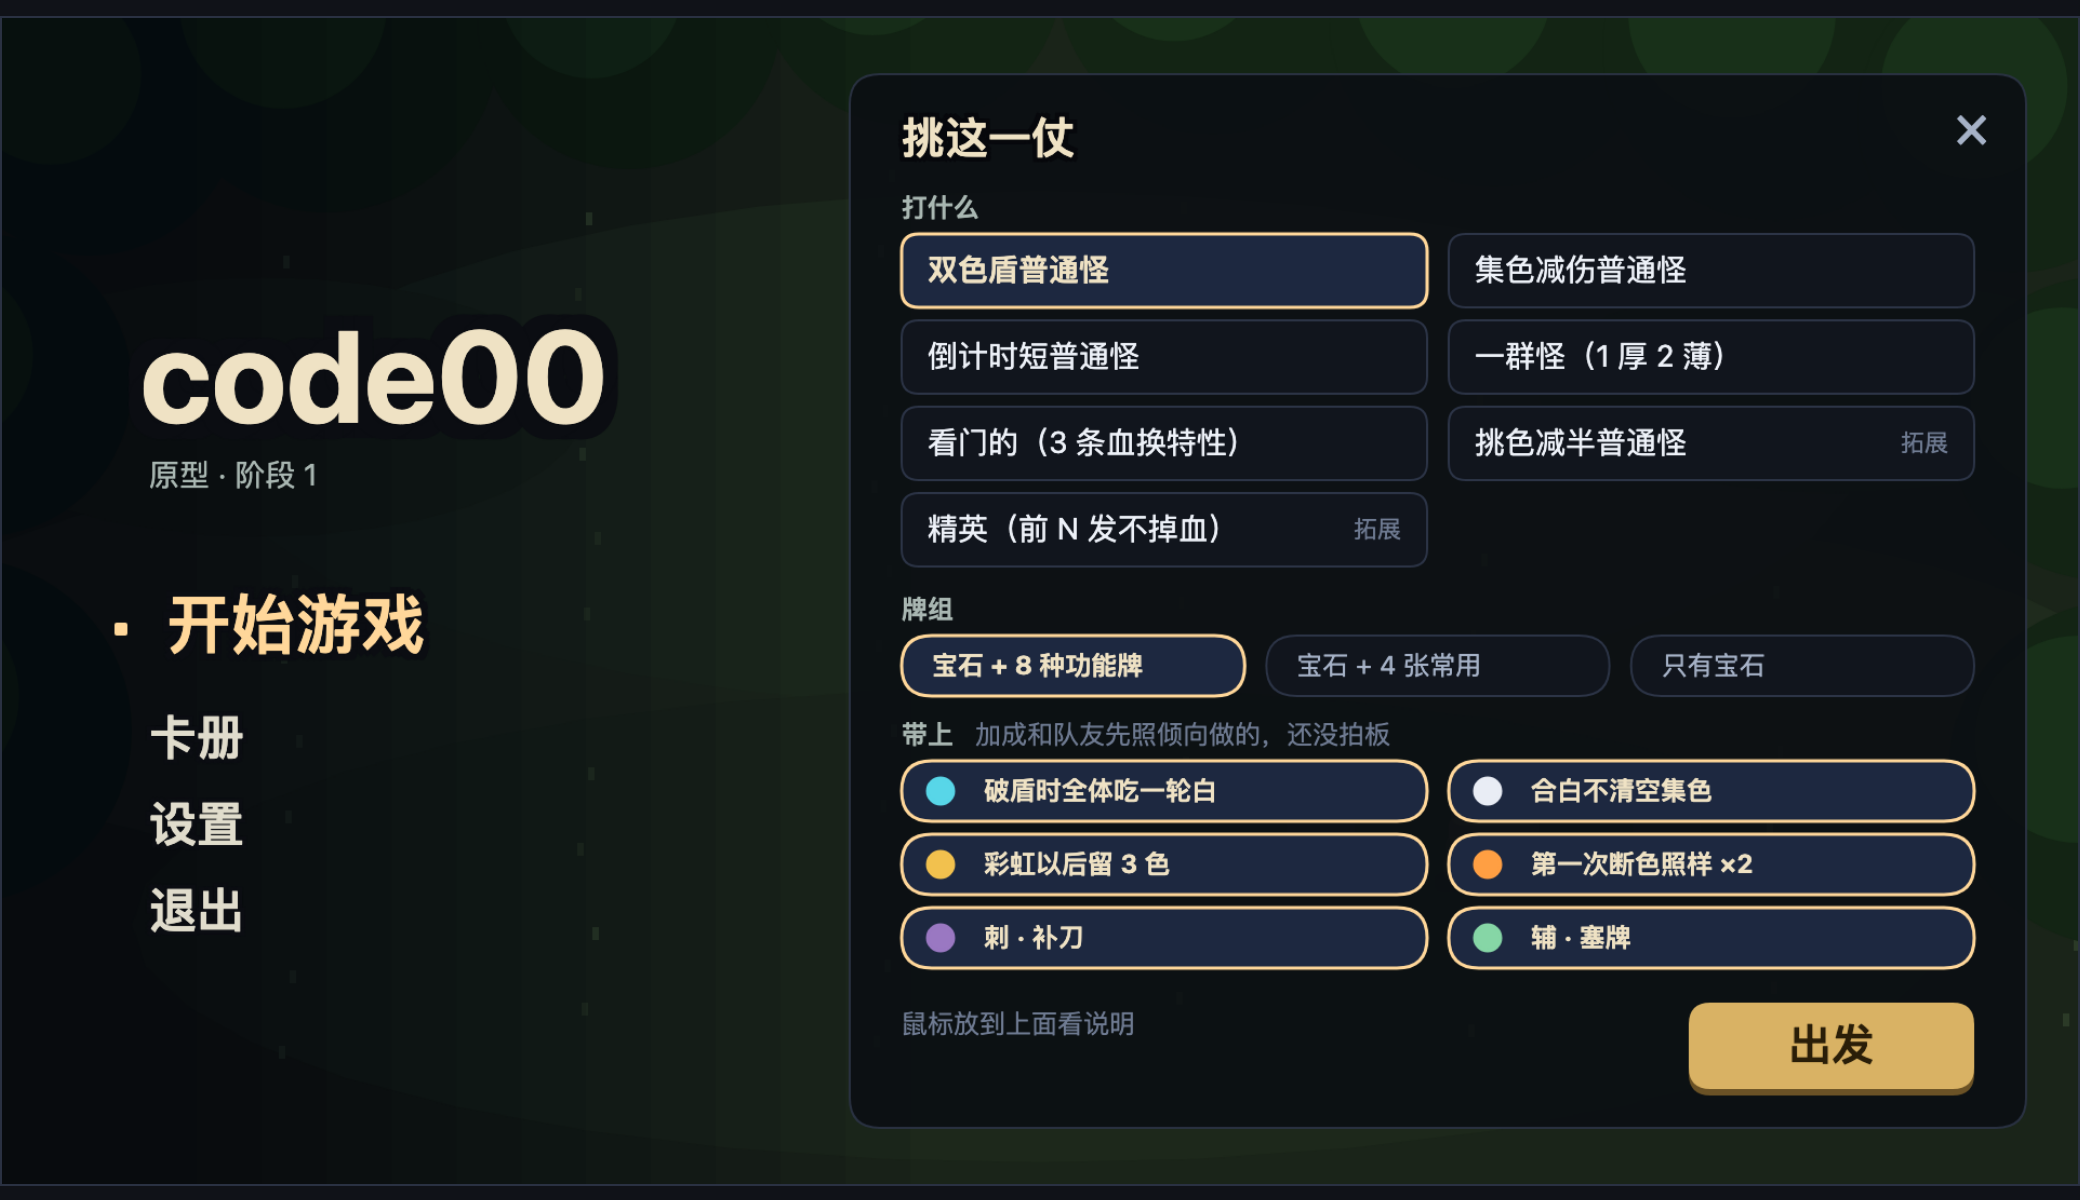 code00
原型 · 阶段 1
开始游戏
卡册
设置
退出
挑这一仗
打什么
双色盾普通怪
集色减伤普通怪
倒计时短普通怪
一群怪（1 厚 2 薄）
看门的（3 条血换特性）
挑色减半普通怪 拓展
精英（前 N 发不掉血） 拓展
牌组
宝石 + 8 种功能牌
宝石 + 4 张常用
只有宝石
带上 加成和队友先照倾向做的，还没拍板
破盾时全体吃一轮白
合白不清空集色
彩虹以后留 3 色
第一次断色照样 ×2
刺 · 补刀
辅 · 塞牌
鼠标放到上面看说明
出发